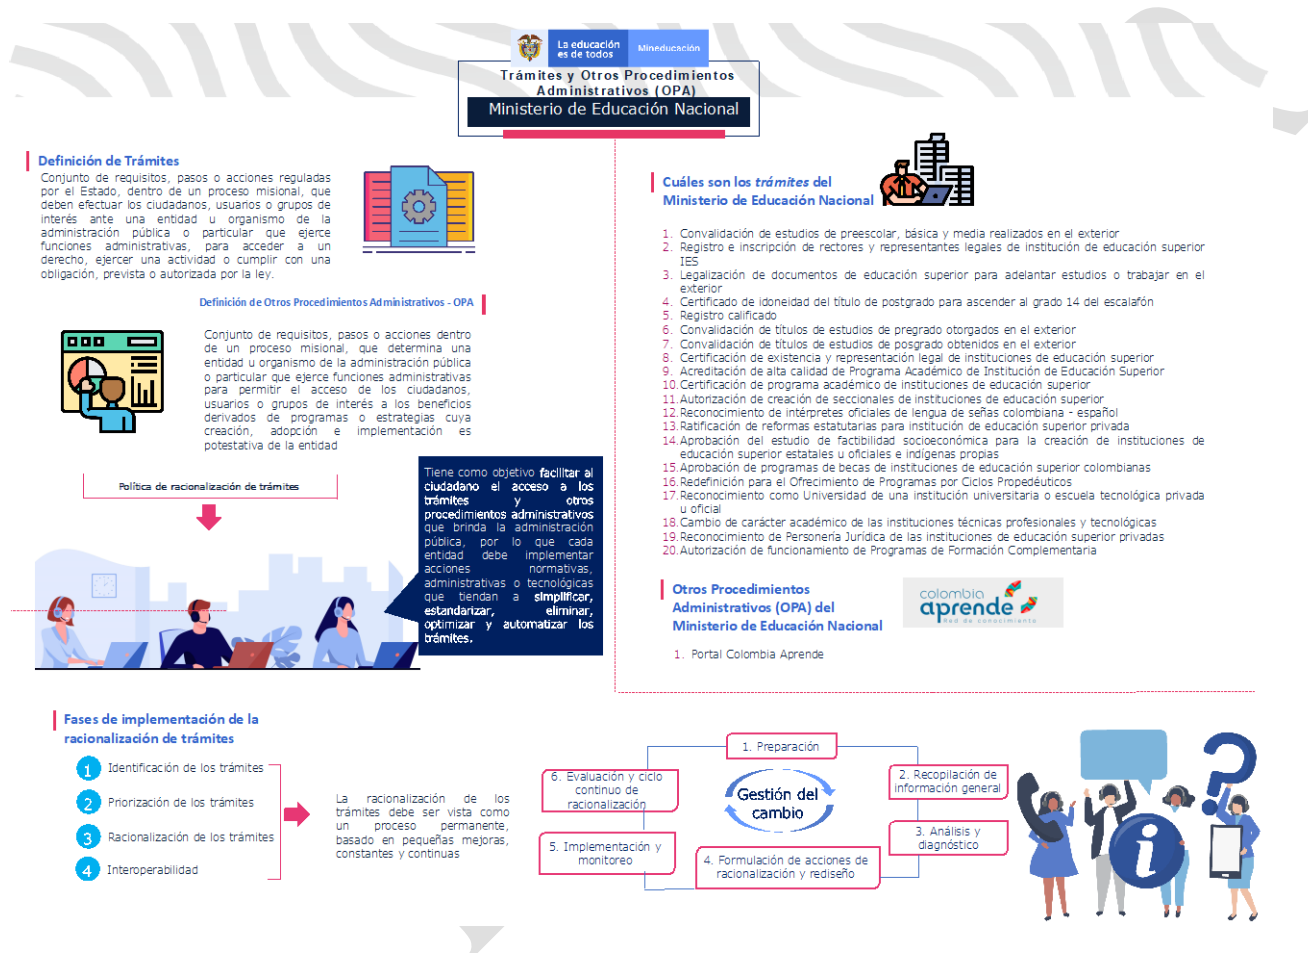 La educación
es de todos
Mineducación
Trámites y Otros Procedimientos
Administrativos (OPA)
Ministerio de Educación Nacional
Definición de Trámites
Conjunto de requisitos, pasos o acciones reguladas
por el Estado, dentro de un proceso misional, que
deben efectuar los ciudadanos, usuarios o grupos de
interés ante una entidad u organismo de la
administración pública o particular que ejerce
funciones administrativas, para acceder a un
derecho, ejercer una actividad o cumplir con una
obligación, prevista o autorizada por la ley.
Definición de Otros Procedimientos Administrativos - OPA
Conjunto de requisitos, pasos o acciones dentro
de un proceso misional, que determina una
entidad u organismo de la administración pública
o particular que ejerce funciones administrativas
para permitir el acceso de los ciudadanos,
usuarios o grupos de interés a los beneficios
derivados de programas o estrategias cuya
creación, adopción e implementación es
potestativa de la entidad
Política de racionalización de trámites
Tiene como objetivo facilitar al
ciudadano el acceso a los
trámites y otros
procedimientos administrativos
que brinda la administración
pública, por lo que cada
entidad debe implementar
acciones normativas,
administrativas o tecnológicas
que tiendan a simplificar,
estandarizar, eliminar,
optimizar y automatizar los
trámites.
Cuáles son los trámites del
Ministerio de Educación Nacional
1. Convalidación de estudios de preescolar, básica y media realizados en el exterior
2. Registro e inscripción de rectores y representantes legales de institución de educación superior
IES
3. Legalización de documentos de educación superior para adelantar estudios o trabajar en el
exterior
4. Certificado de idoneidad del título de postgrado para ascender al grado 14 del escalafón
5. Registro calificado
6. Convalidación de títulos de estudios de pregrado otorgados en el exterior
7. Convalidación de títulos de estudios de posgrado obtenidos en el exterior
8. Certificación de existencia y representación legal de instituciones de educación superior
9. Acreditación de alta calidad de Programa Académico de Institución de Educación Superior
10. Certificación de programa académico de instituciones de educación superior
11. Autorización de creación de seccionales de instituciones de educación superior
12. Reconocimiento de intérpretes oficiales de lengua de señas colombiana - español
13. Ratificación de reformas estatutarias para institución de educación superior privada
14. Aprobación del estudio de factibilidad socioeconómica para la creación de instituciones de
educación superior estatales u oficiales e indígenas propias
15. Aprobación de programas de becas de instituciones de educación superior colombianas
16. Redefinición para el Ofrecimiento de Programas por Ciclos Propedéuticos
17. Reconocimiento como Universidad de una institución universitaria o escuela tecnológica privada
u oficial
18. Cambio de carácter académico de las instituciones técnicas profesionales y tecnológicas
19. Reconocimiento de Personería Jurídica de las instituciones de educación superior privadas
20. Autorización de funcionamiento de Programas de Formación Complementaria
Otros Procedimientos
Administrativos (OPA) del
Ministerio de Educación Nacional
colombia
aprende
Red de conocimiento
1. Portal Colombia Aprende
Fases de implementación de la
racionalización de trámites
1 Identificación de los trámites
2 Priorización de los trámites
3 Racionalización de los trámites
4 Interoperabilidad
La racionalización de los
trámites debe ser vista como
un proceso permanente,
basado en pequeñas mejoras,
constantes y continuas
Gestión del
cambio
1. Preparación
2. Recopilación de
información general
3. Análisis y
diagnóstico
4. Formulación de acciones de
racionalización y rediseño
5. Implementación y
monitoreo
6. Evaluación y ciclo
continuo de
racionalización
?
i